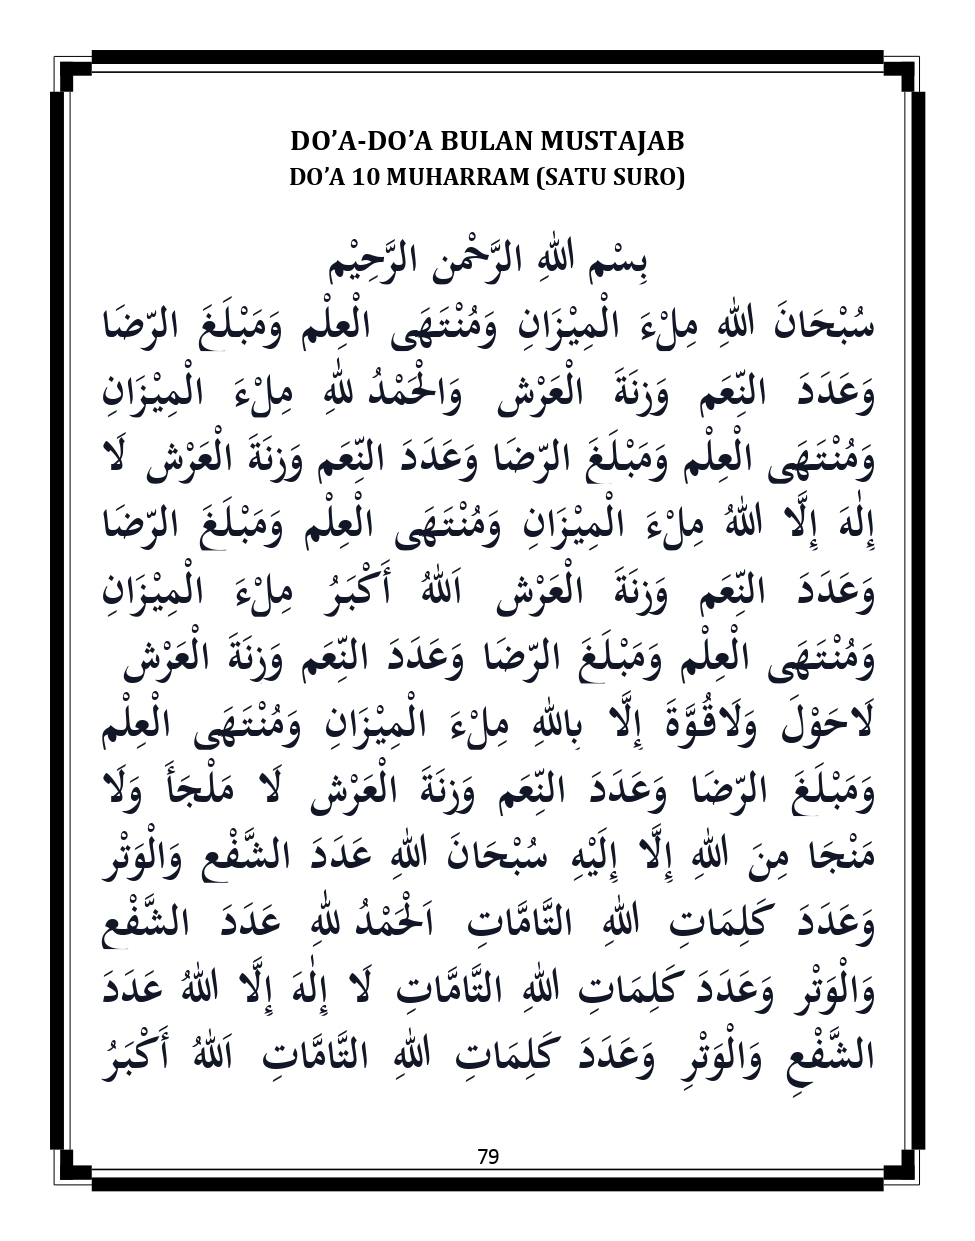 DO’A-DO’A BULAN MUSTAJAB
DO’A 10 MUHARRAM (SATU SURO)
بِسْمِ اللهِ الرَّحْمنِ الرَّحِيْمِ
سُبْحَانَ اللهِ مِلْءَ الْمِيْزَانِ وَمُنْتَهَى الْعِلْمِ وَمَبْلَغَ الرِّضَا
وَعَدَدَ النِّعَمِ وَزِنَةَ الْعَرْشِ وَالْحَمْدُ لِلّٰهِ مِلْءَ الْمِيْزَانِ
وَمُنْتَهَى الْعِلْمِ وَمَبْلَغَ الرِّضَا وَعَدَدَ النِّعَمِ وَزِنَةَ الْعَرْشِ لَا
إِلٰهَ إِلَّا اللهُ مِلْءَ الْمِيْزَانِ وَمُنْتَهَى الْعِلْمِ وَمَبْلَغَ الرِّضَا
وَعَدَدَ النِّعَمِ وَزِنَةَ الْعَرْشِ اَللهُ أَكْبَرُ مِلْءَ الْمِيْزَانِ
وَمُنْتَهَى الْعِلْمِ وَمَبْلَغَ الرِّضَا وَعَدَدَ النِّعَمِ وَزِنَةَ الْعَرْشِ
لَاحَوْلَ وَلَاقُوَّةَ إِلَّا بِاللهِ مِلْءَ الْمِيْزَانِ وَمُنْتَهَى الْعِلْمِ
وَمَبْلَغَ الرِّضَا وَعَدَدَ النِّعَمِ وَزِنَةَ الْعَرْشِ لَا مَلْجَأَ وَلَا
مَنْجَا مِنَ اللهِ إِلَّا إِلَيْهِ سُبْحَانَ اللهِ عَدَدَ الشَّفْعِ وَالْوَتْرِ
وَعَدَدَ كَلِمَاتِ اللهِ التَّامَّاتِ اَلْحَمْدُ لِلهِ عَدَدَ الشَّفْعِ
وَالْوَتْرِ وَعَدَدَ كَلِمَاتِ اللهِ التَّامَّاتِ لَا إِلٰهَ إِلَّا اللهُ عَدَدَ
الشَّفْعِ وَالْوَتْرِ وَعَدَدَ كَلِمَاتِ اللهِ التَّامَّاتِ اَللهُ أَكْبَرُ
79